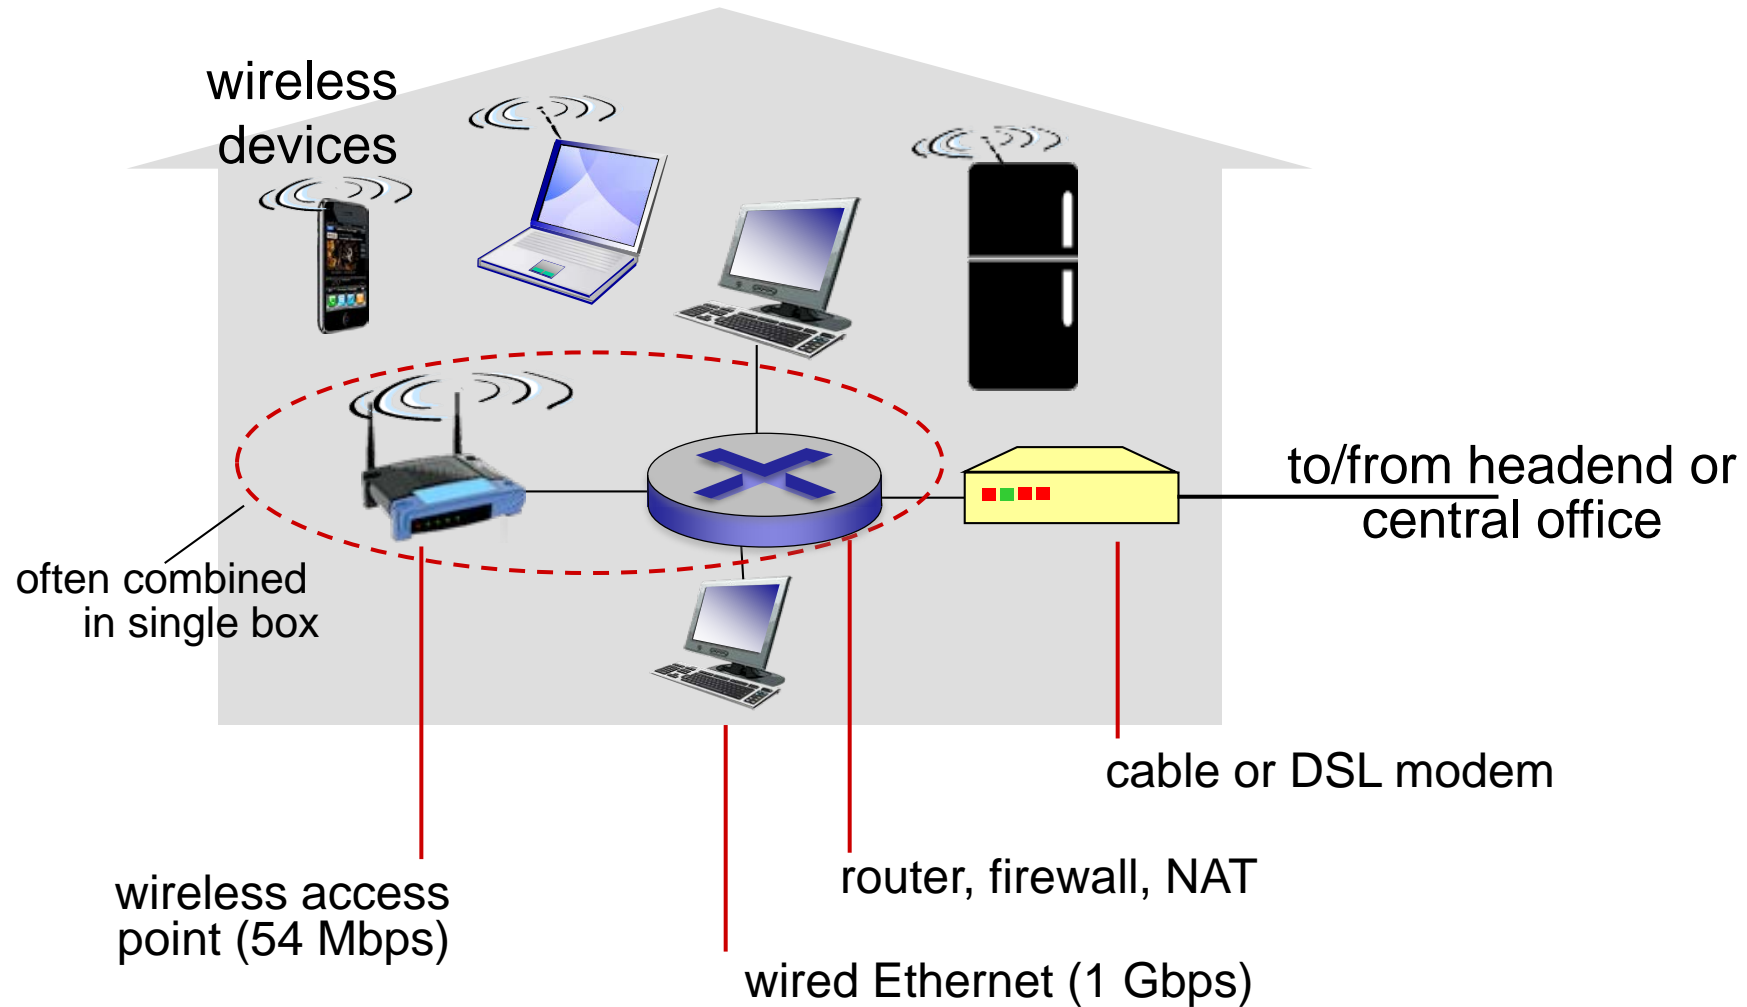 wireless
devices
to/from headend or
central office
often combined
in single box
cable or DSL modem
router, firewall, NAT
wireless access
point (54 Mbps)
wired Ethernet (1 Gbps)